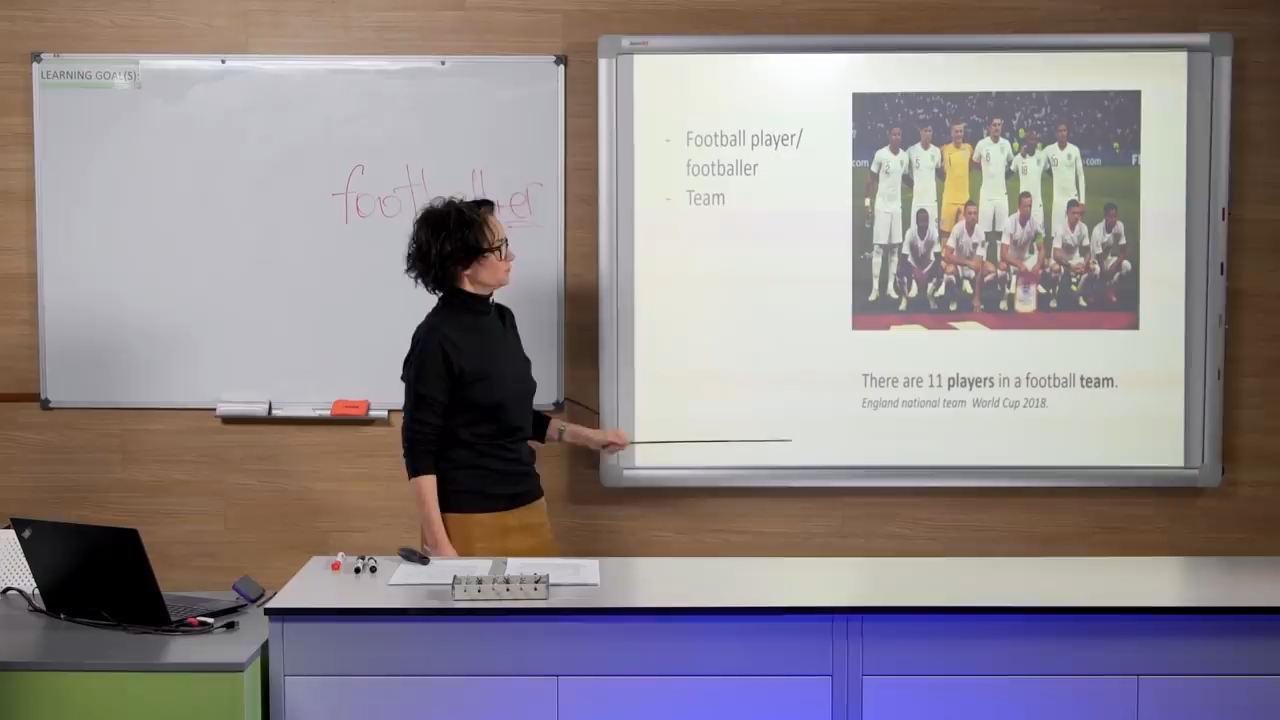 LEARNING GOAL(S):
- Football player/
footballer
- Team
There are 11 players in a football team.
England national team World Cup 2018.